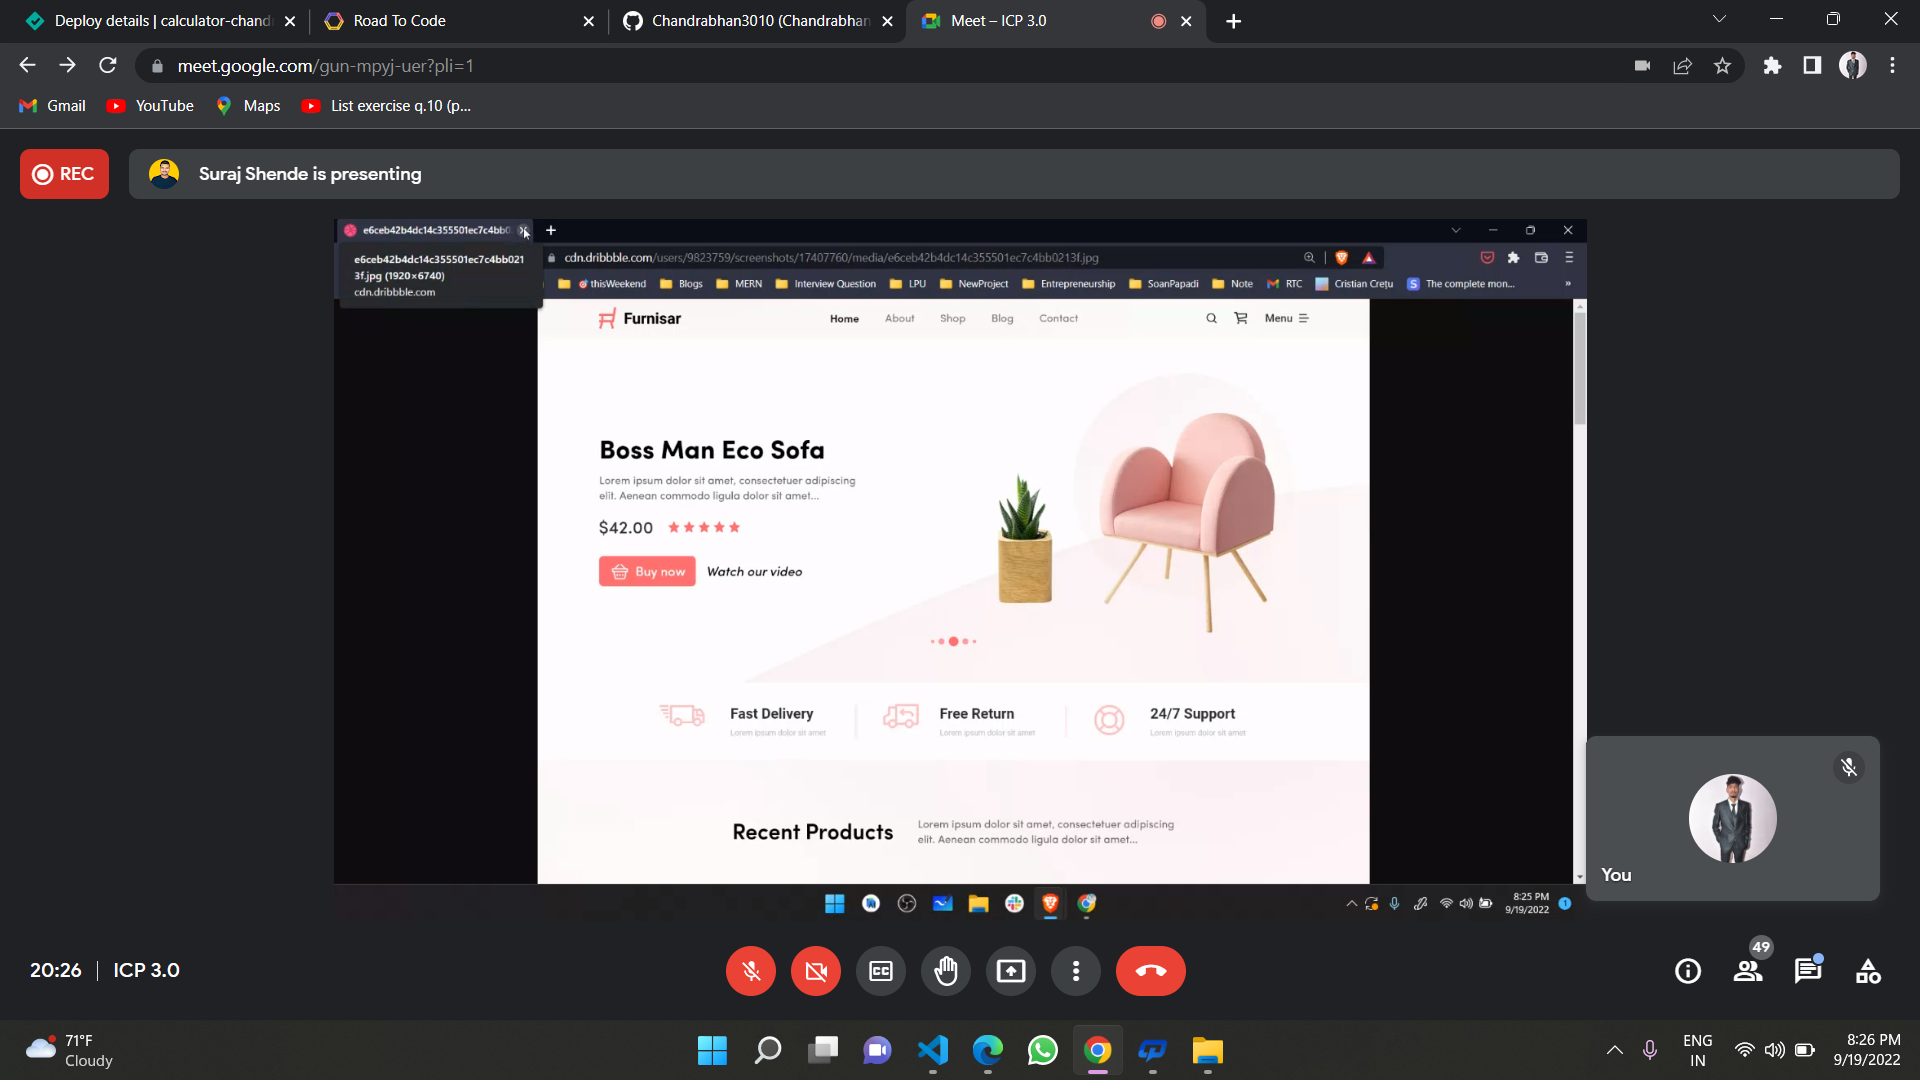 Deploy details | calculator-chand
Road To Code
Chandrabhan3010 (Chandrabhan
Meet – ICP 3.0
meet.google.com/gun-mpyj-uer?pli=1
Gmail
YouTube
Maps
List exercise q.10 (p...
REC
Suraj Shende is presenting
e6ceb42b4dc14c355501ec7c4bb0
e6ceb42b4dc14c355501ec7c4bb021
3f.jpg (1920×6740)
cdn.dribbble.com
cdn.dribbble.com/users/9823759/screenshots/17407760/media/e6ceb42b4dc14c355501ec7c4bb0213f.jpg
thisWeekend
Blogs
MERN
Interview Question
LPU
NewProject
Entrepreneurship
SoanPapadi
Note
RTC
Cristian Crețu
S
The complete mon...
»
Furnisar
Home
About
Shop
Blog
Contact
Menu
Boss Man Eco Sofa
Lorem ipsum dolor sit amet, consectetuer adipiscing
elit. Aenean commodo ligula dolor sit amet...
$42.00
Buy now
Watch our video
Fast Delivery
Lorem ipsum dolor sit amet
Free Return
Lorem ipsum dolor sit amet
24/7 Support
Lorem ipsum dolor sit amet
Recent Products
Lorem ipsum dolor sit amet, consectetuer adipiscing
elit. Aenean commodo ligula dolor sit amet...
You
8:25 PM
9/19/2022
1
20:26
ICP 3.0
CC
49
71°F
Cloudy
ENG
IN
8:26 PM
9/19/2022